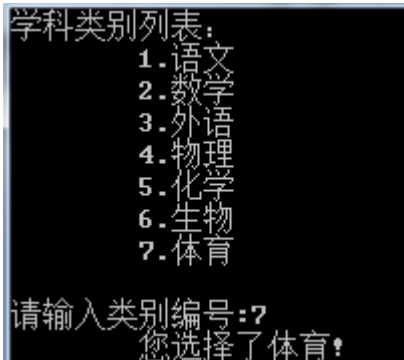 学科类别列表:
1.语文
2.数学
3.外语
4.物理
5.化学
6.生物
7.体育
请输入类别编号:7
您选择了体育!